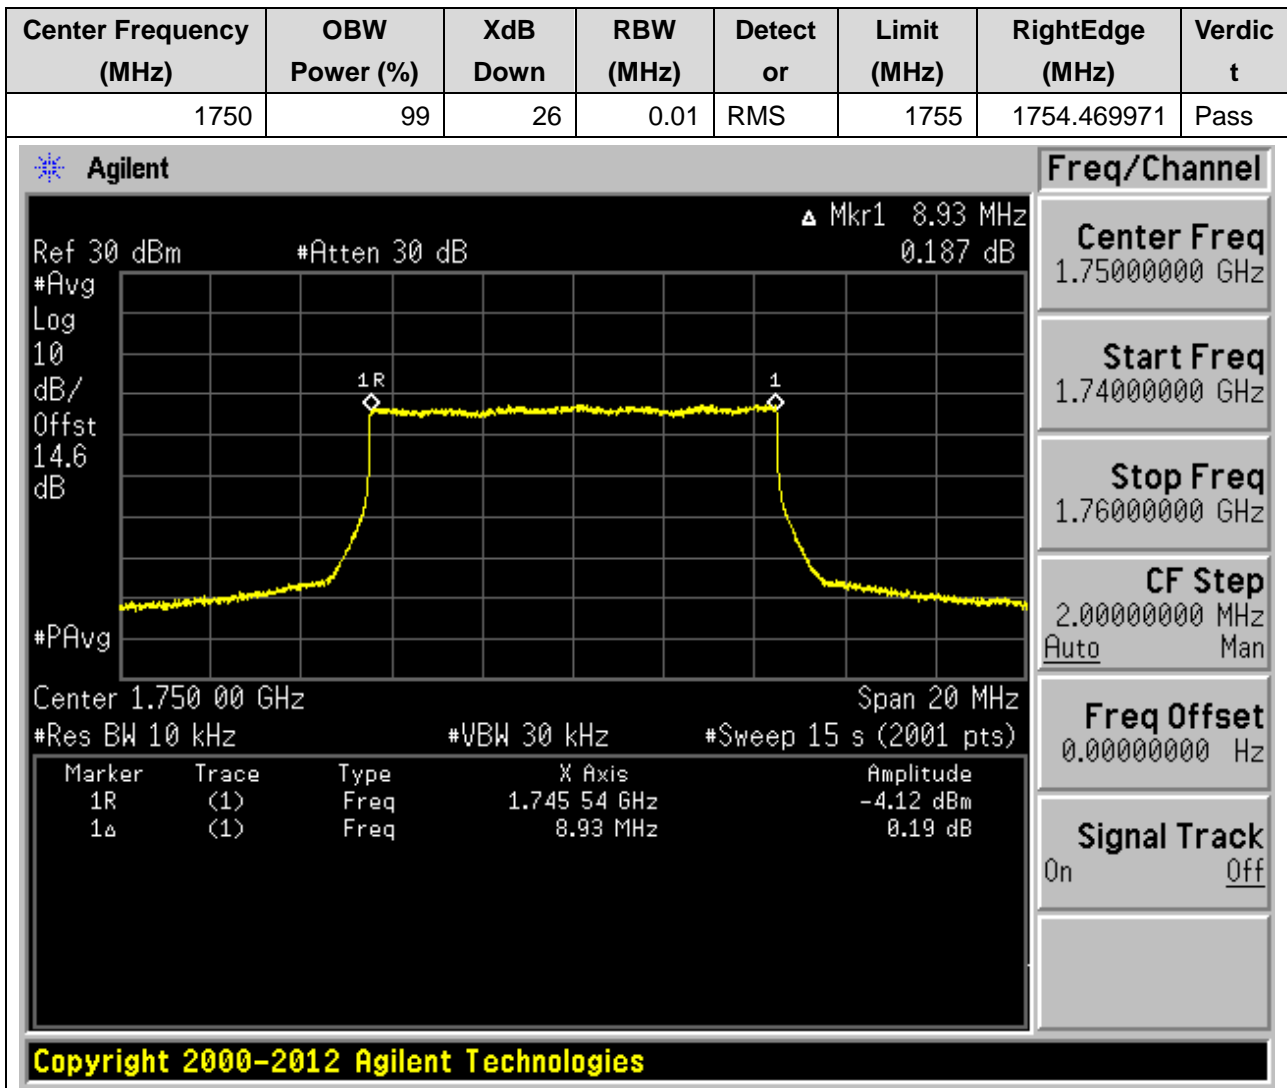 Center Frequency (MHz) OBW Power (%) XdB Down RBW (MHz) Detect or Limit (MHz) RightEdge (MHz) Verdic t
1750 99 26 0.01 RMS 1755 1754.469971 Pass
Agilent
Freq/Channel
Δ Mkr1 8.93 MHz
Ref 30 dBm #Atten 30 dB 0.187 dB
#Avg
Log
10
dB/
Offst
14.6
dB
1R 1
#PAvg
Center 1.750 00 GHz Span 20 MHz
#Res BW 10 kHz #VBW 30 kHz #Sweep 15 s (2001 pts)
Marker Trace Type X Axis Amplitude
1R (1) Freq 1.745 54 GHz -4.12 dBm
1Δ (1) Freq 8.93 MHz 0.19 dB
Center Freq
1.75000000 GHz
Start Freq
1.74000000 GHz
Stop Freq
1.76000000 GHz
CF Step
2.00000000 MHz
Auto Man
Freq Offset
0.00000000 Hz
Signal Track
On Off
Copyright 2000-2012 Agilent Technologies